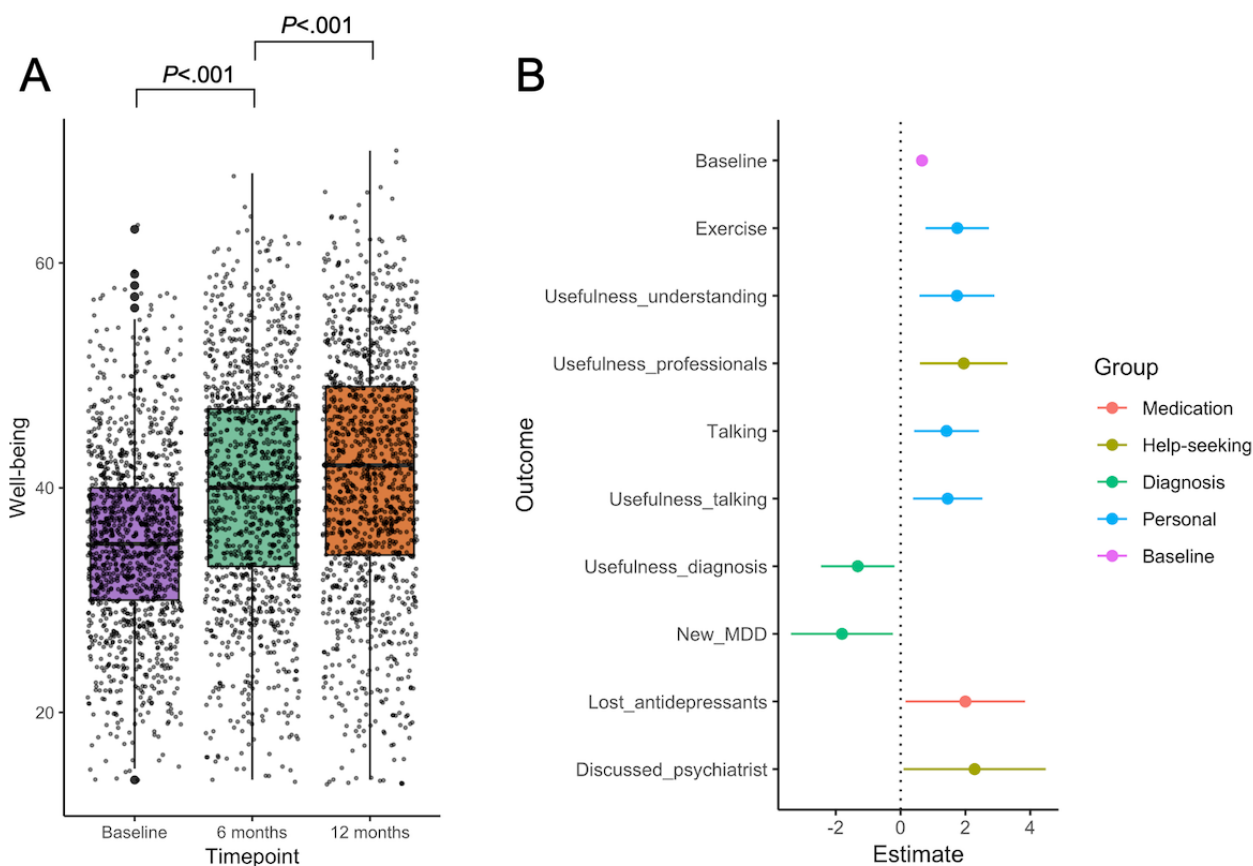 A
P<.001
P<.001
Well-being
60
40
20
Baseline
6 months
12 months
Timepoint
B
Outcome
Baseline
Exercise
Usefulness_understanding
Usefulness_professionals
Talking
Usefulness_talking
Usefulness_diagnosis
New_MDD
Lost_antidepressants
Discussed_psychiatrist
-2
0
2
4
Estimate
Group
Medication
Help-seeking
Diagnosis
Personal
Baseline